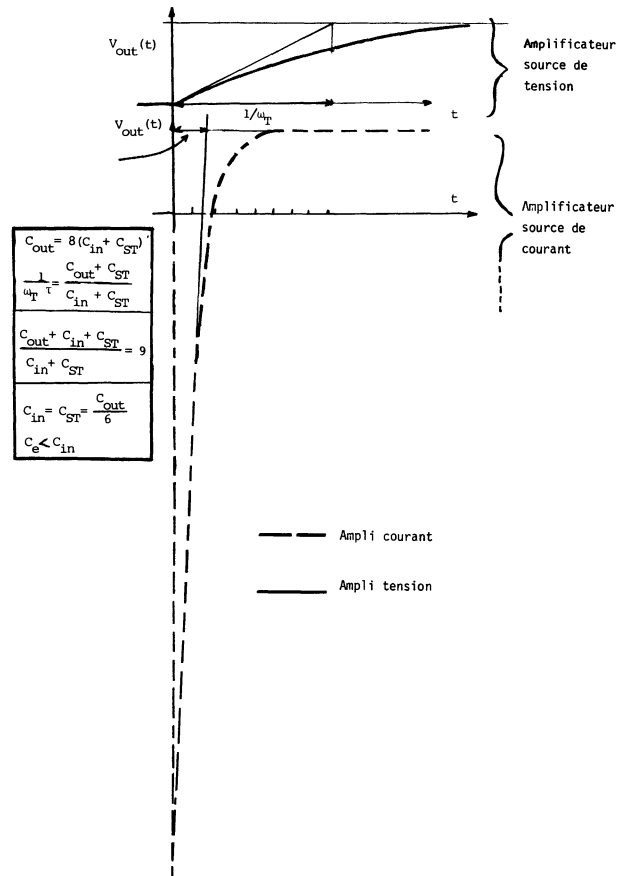 V_out(t)
Amplificateur
source de
tension
1/ω_T
t
V_out(t)
t
Amplificateur
source de
courant
C_out = 8(C_in + C_ST)
1/ω_T τ = (C_out + C_ST)/(C_in + C_ST)
(C_out + C_in + C_ST)/(C_in + C_ST) = 9
C_in = C_ST = C_out/6
C_e < C_in
Ampli courant
Ampli tension